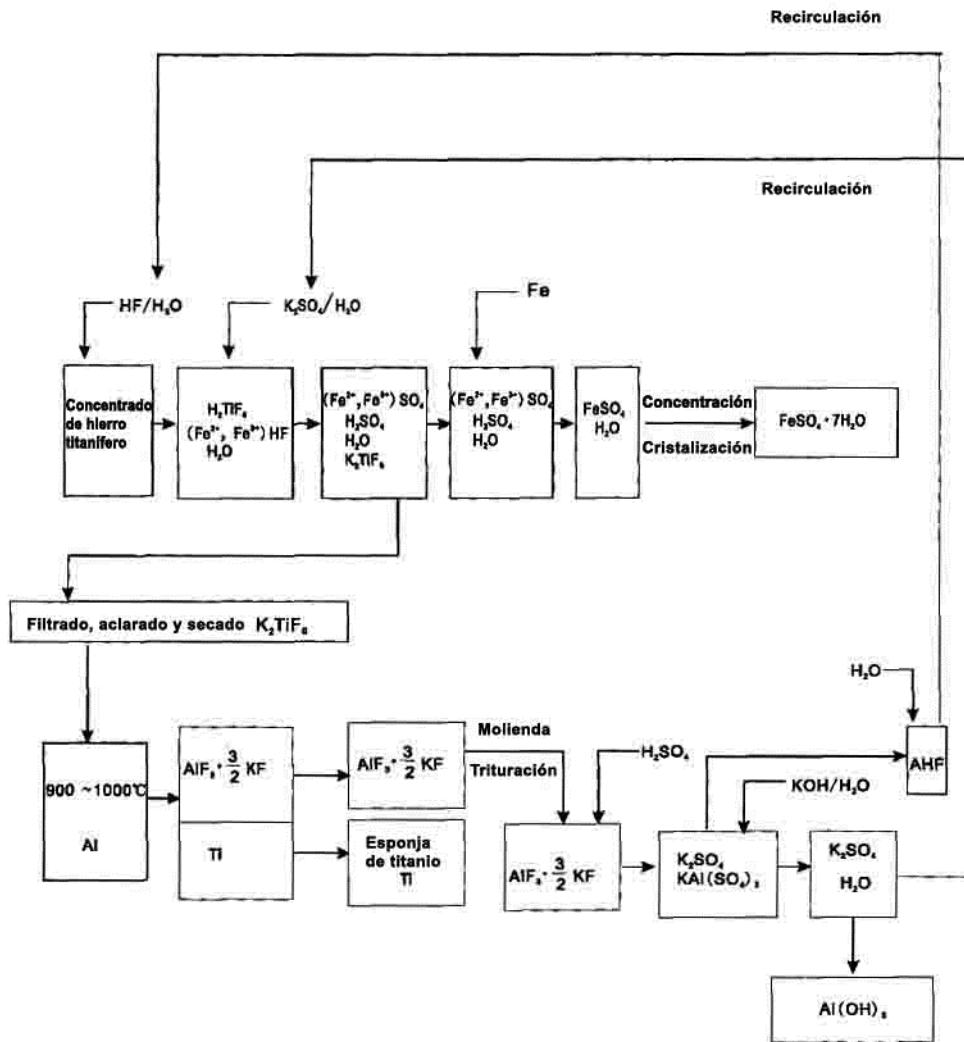 Recirculación
Recirculación
HF/H₂O
K₂SO₄/H₂O
Fe
Concentrado
de hierro
titanífero
H₂TiF₆
(Fe²⁺, Fe³⁺) HF
H₂O
(Fe²⁺, Fe³⁺) SO₄
H₂SO₄
H₂O
K₂TiF₆
(Fe²⁺, Fe³⁺) SO₄
H₂SO₄
H₂O
FeSO₄
H₂O
Concentración
Cristalización
FeSO₄·7H₂O
Filtrado, aclarado y secado K₂TiF₆
900 ~1000℃
Al
AlF₃· 3/2 KF
Ti
AlF₃· 3/2 KF
Esponja
de titanio
Ti
Molienda
Trituración
H₂SO₄
AlF₃· 3/2 KF
K₂SO₄
KAl(SO₄)₂
KOH/H₂O
H₂O
AHF
K₂SO₄
H₂O
Al(OH)₃